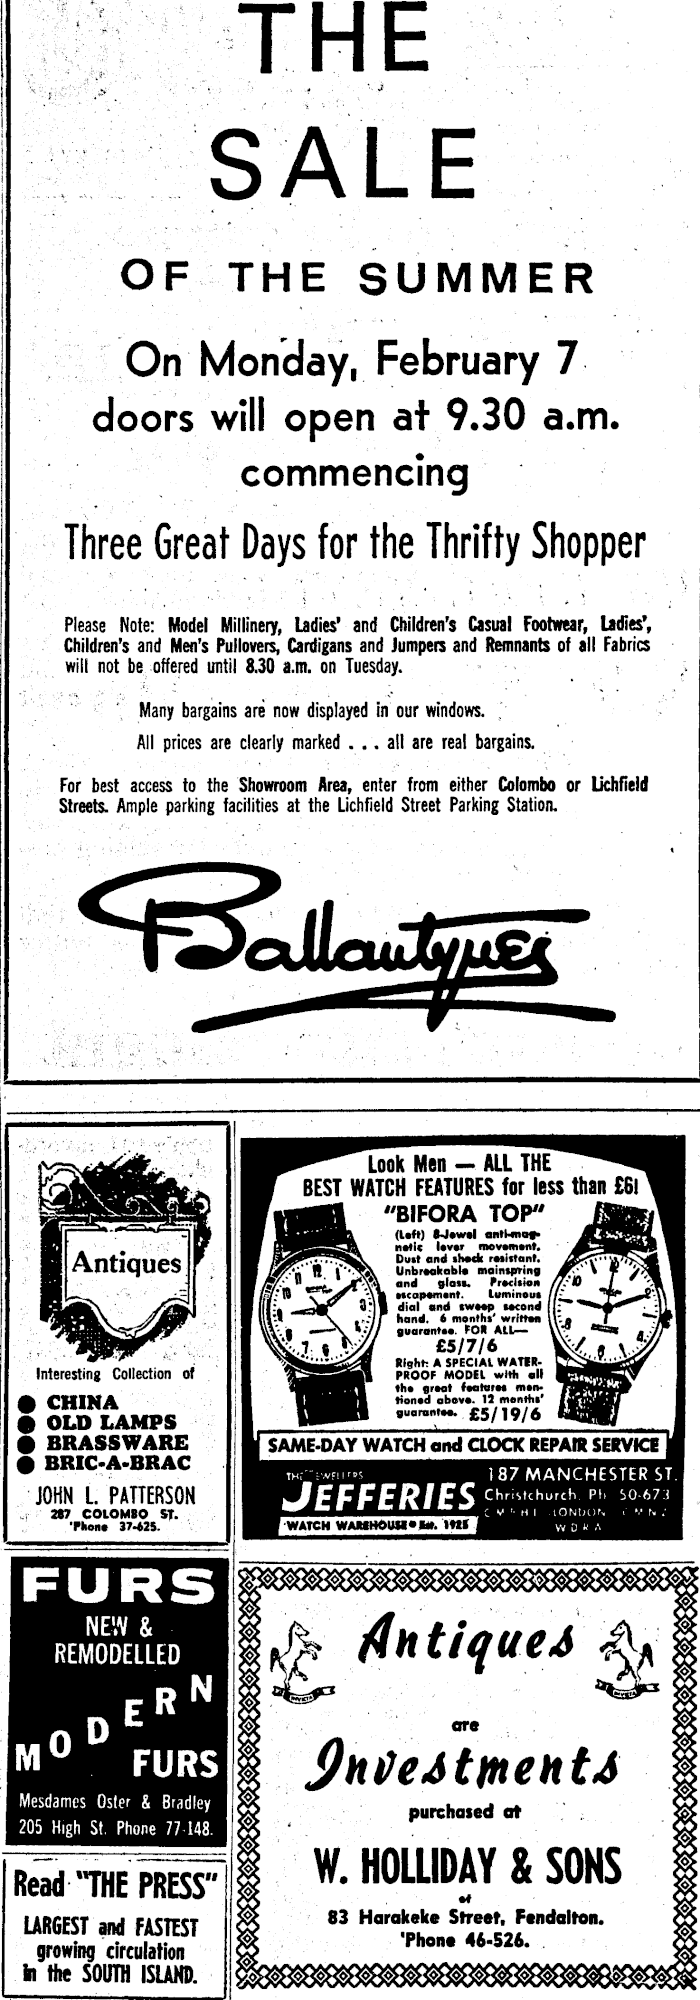 THE
SALE
OF THE SUMMER
On Monday, February 7
doors will open at 9.30 a.m.
commencing
Three Great Days for the Thrifty Shopper
Please Note: Model Millinery, Ladies' and Children's Casual Footwear, Ladies',
Children's and Men's Pullovers, Cardigans and Jumpers and Remnants of all Fabrics
will not be offered until 8.30 a.m. on Tuesday.
Many bargains are now displayed in our windows.
All prices are clearly marked . . . all are real bargains.
For best access to the Showroom Area, enter from either Colombo or Lichfield
Streets. Ample parking facilities at the Lichfield Street Parking Station.
Ballantynes
Antiques
Interesting Collection of
● CHINA
● OLD LAMPS
● BRASSWARE
● BRIC-A-BRAC
JOHN L. PATTERSON
287 COLOMBO ST.
'Phone 37-625.
Look Men — ALL THE
BEST WATCH FEATURES for less than £6!
"BIFORA TOP"
(Left) 8-Jewel anti-mag-
netic lever movement.
Dust and shock resistant.
Unbreakable mainspring
and glass. Precision
escapement. Luminous
dial and sweep second
hand. 6 months' written
guarantee. FOR ALL—
£5/7/6
Right: A SPECIAL WATER-
PROOF MODEL with all
the great features men-
tioned above. 12 months'
guarantee. £5/19/6
SAME-DAY WATCH and CLOCK REPAIR SERVICE
THE JEWELLERS
JEFFERIES
WATCH WAREHOUSE ● Est. 1925
187 MANCHESTER ST.
Christchurch. Ph. 50-673
LONDON C M N Z
W D R A
FURS
NEW &
REMODELLED
MODERN
FURS
Mesdames Oster & Bradley
205 High St. Phone 77-148.
Read "THE PRESS"
LARGEST and FASTEST
growing circulation
in the SOUTH ISLAND.
Antiques
INVICTA
INVICTA
are
Investments
purchased at
W. HOLLIDAY & SONS
of
83 Harakeke Street, Fendalton.
'Phone 46-526.